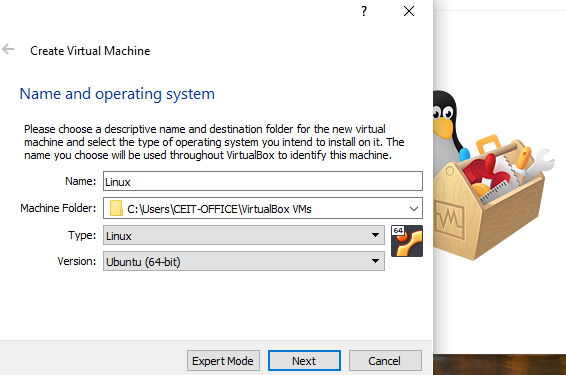 ?
Create Virtual Machine
Name and operating system
Please choose a descriptive name and destination folder for the new virtual
machine and select the type of operating system you intend to install on it. The
name you choose will be used throughout VirtualBox to identify this machine.
Name: Linux
Machine Folder: C:\Users\CEIT-OFFICE\VirtualBox VMs
Type: Linux
64
Version: Ubuntu (64-bit)
Expert Mode Next Cancel